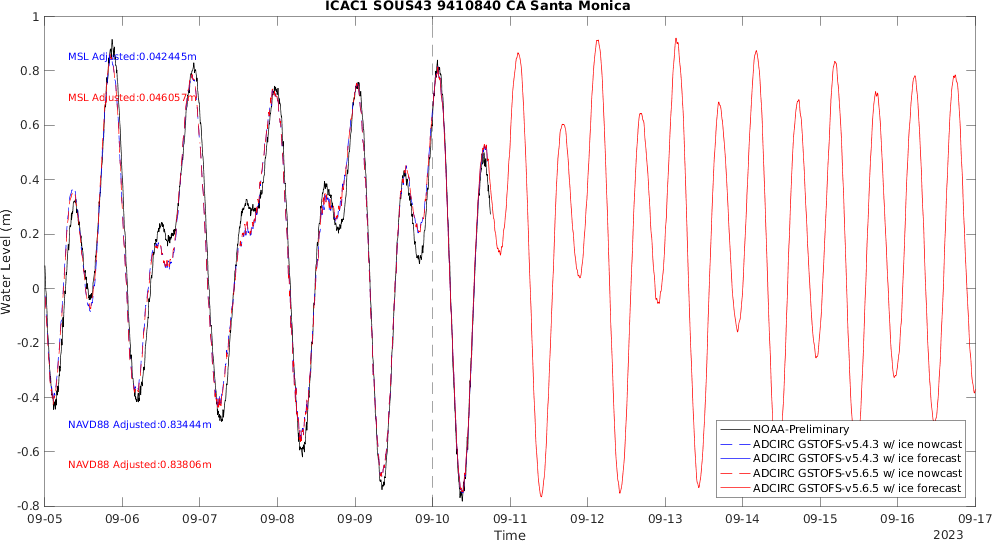 ICAC1 SOUS43 9410840 CA Santa Monica
1
0.8
0.6
0.4
0.2
0
-0.2
-0.4
-0.6
-0.8
Water Level (m)
MSL Adjusted:0.042445m
MSL Adjusted:0.046057m
NAVD88 Adjusted:0.83444m
NAVD88 Adjusted:0.83806m
NOAA-Preliminary
ADCIRC GSTOFS-v5.4.3 w/ ice nowcast
ADCIRC GSTOFS-v5.4.3 w/ ice forecast
ADCIRC GSTOFS-v5.6.5 w/ ice nowcast
ADCIRC GSTOFS-v5.6.5 w/ ice forecast
09-05 09-06 09-07 09-08 09-09 09-10 09-11 09-12 09-13 09-14 09-15 09-16 09-17
Time
2023